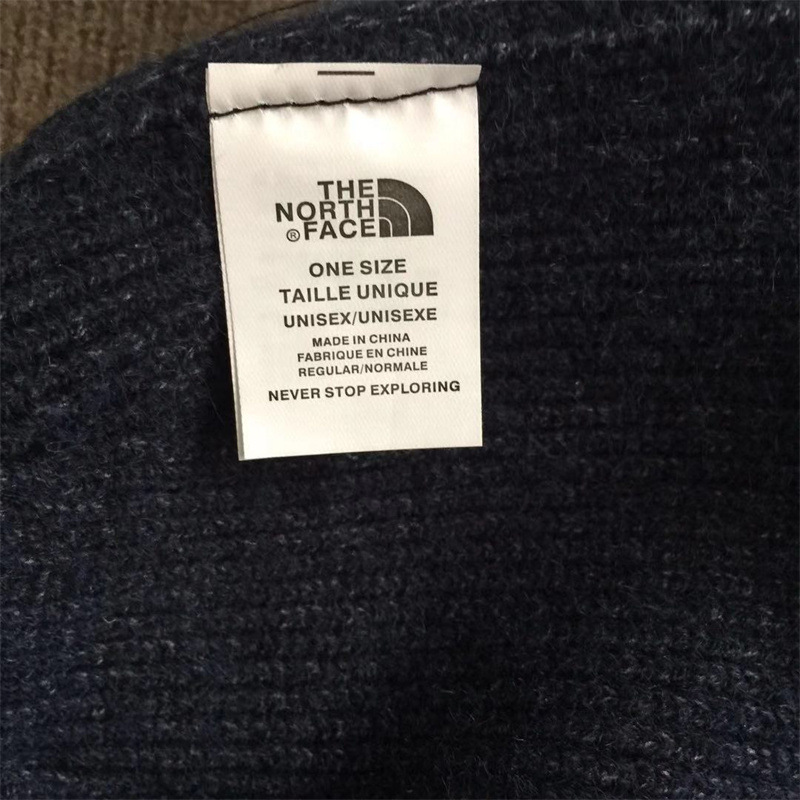 THE
NORTH
® FACE
ONE SIZE
TAILLE UNIQUE
UNISEX/UNISEXE
MADE IN CHINA
FABRIQUE EN CHINE
REGULAR/NORMALE
NEVER STOP EXPLORING